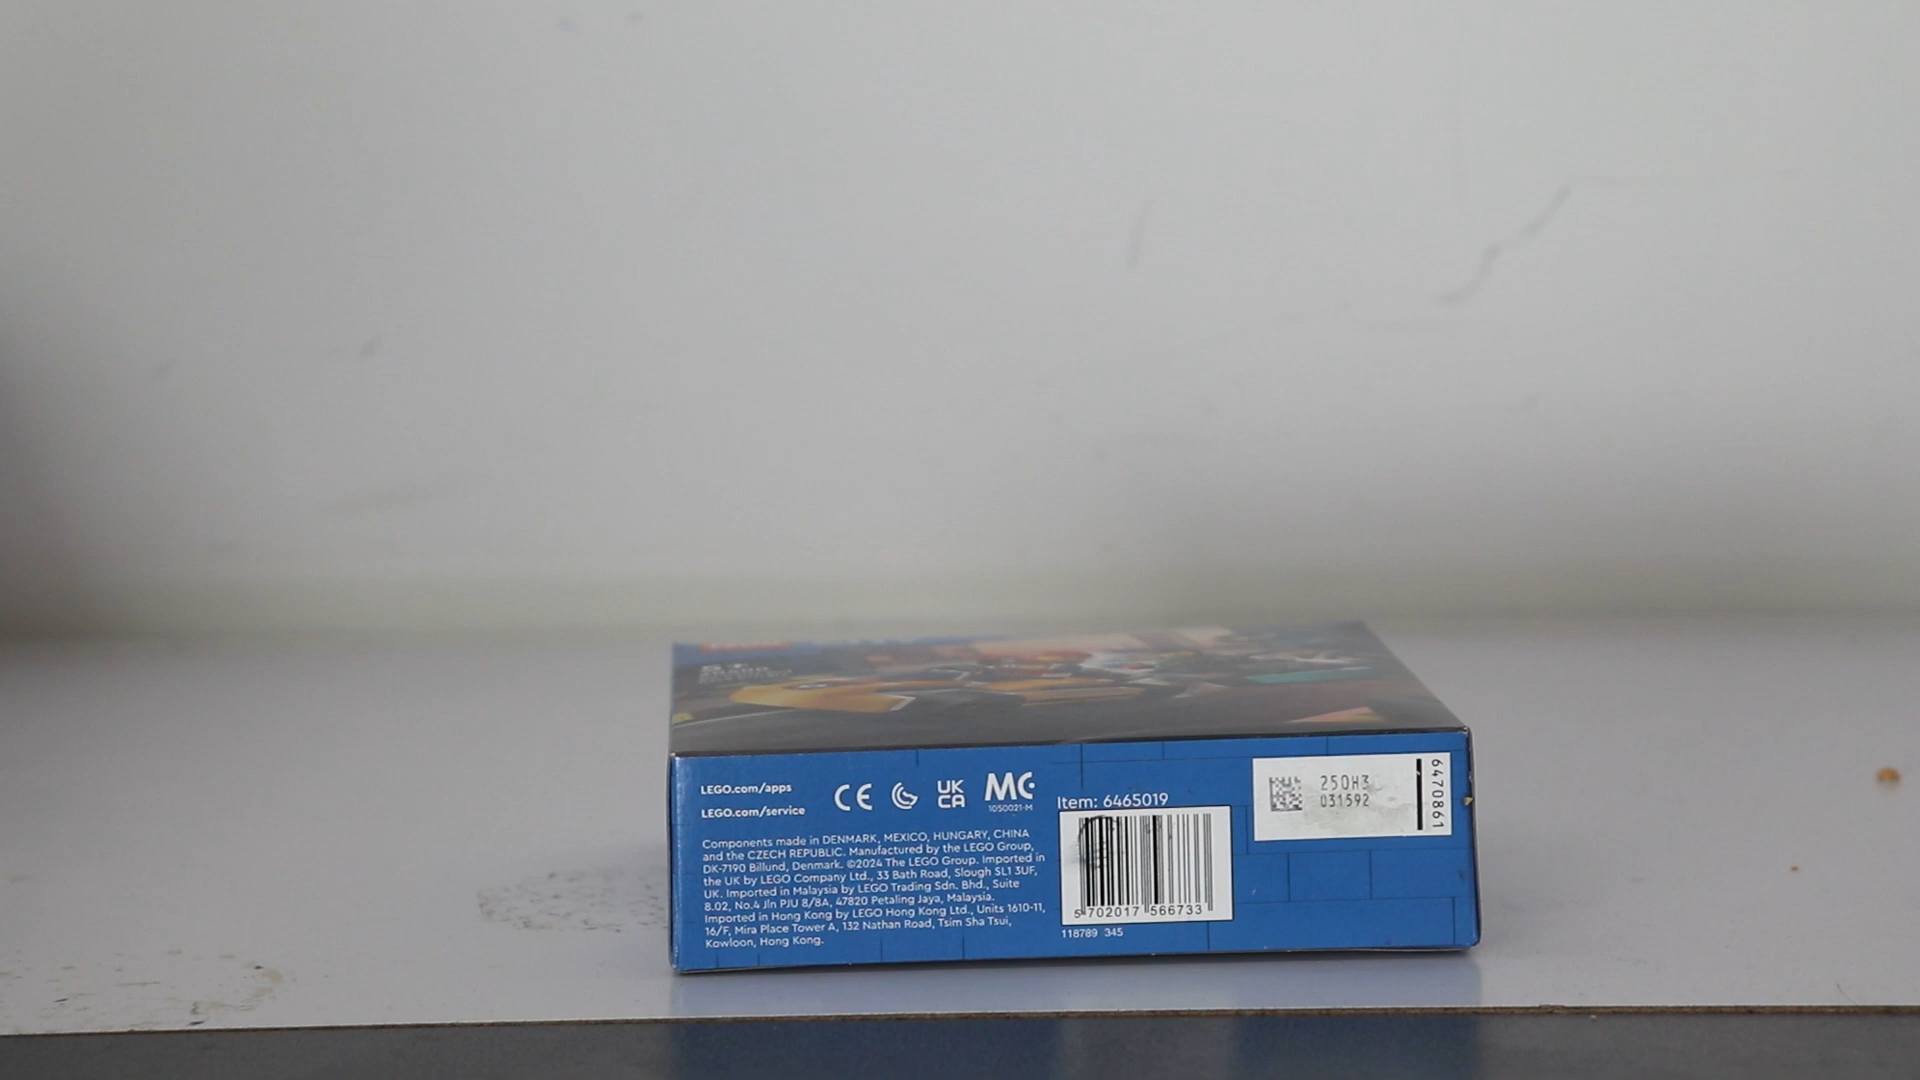 LEGO.com/apps
LEGO.com/service
CE
UK
CA
MC
1050021-M
Components made in DENMARK, MEXICO, HUNGARY, CHINA
and the CZECH REPUBLIC. Manufactured by the LEGO Group,
DK-7190 Billund, Denmark. ©2024 The LEGO Group. Imported in
the UK by LEGO Company Ltd., 33 Bath Road, Slough SL1 3UF,
UK. Imported in Malaysia by LEGO Trading Sdn. Bhd., Suite
8.02, No.4 Jln PJU 8/8A, 47820 Petaling Jaya, Malaysia.
Imported in Hong Kong by LEGO Hong Kong Ltd., Units 1610-11,
16/F, Mira Place Tower A, 132 Nathan Road, Tsim Sha Tsui,
Kowloon, Hong Kong.
Item: 6465019
5 702017 566733
118789 345
250H3
031592
6470861